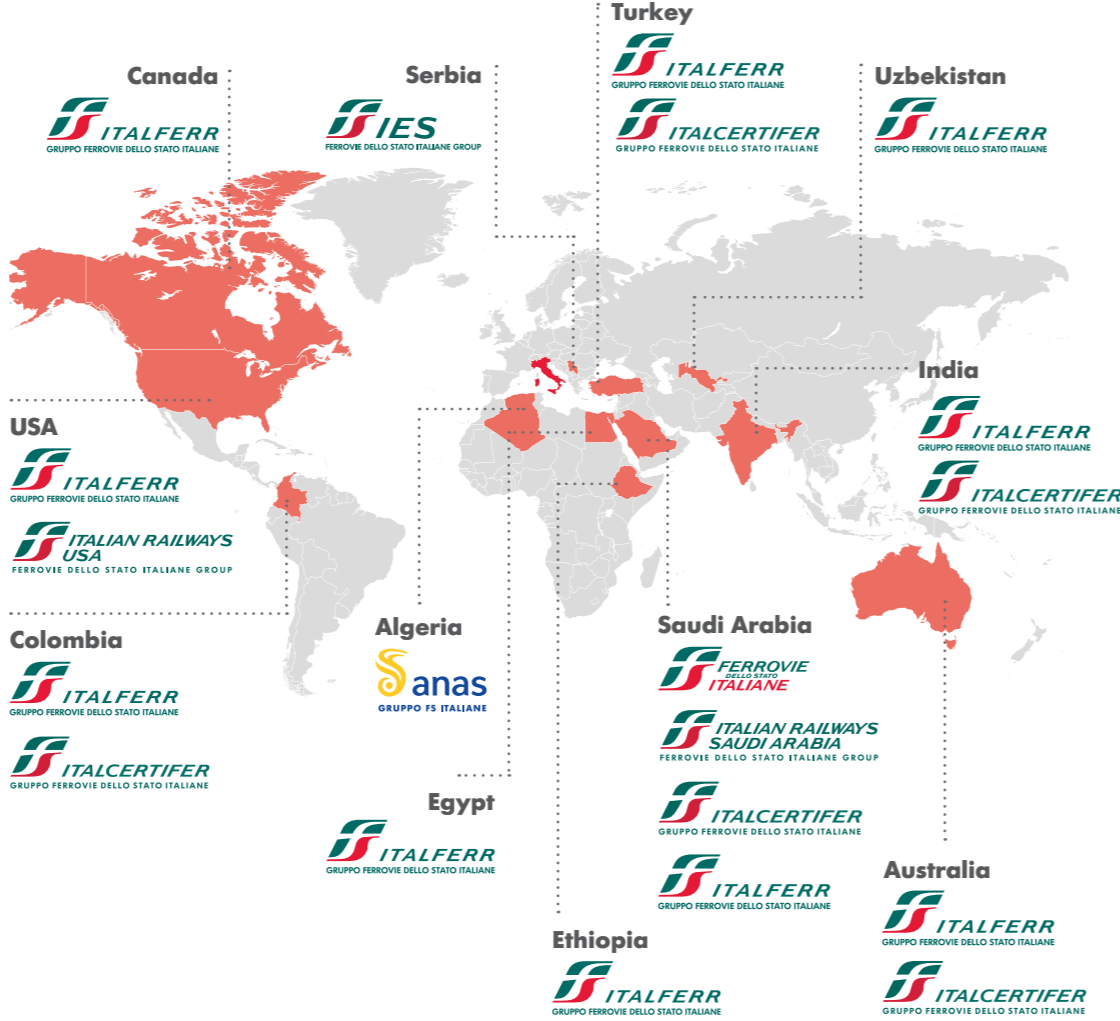 Turkey
ITALFERR
GRUPPO FERROVIE DELLO STATO ITALIANE
ITALCERTIFER
GRUPPO FERROVIE DELLO STATO ITALIANE
Canada
ITALFERR
GRUPPO FERROVIE DELLO STATO ITALIANE
Serbia
IES
FERROVIE DELLO STATO ITALIANE GROUP
Uzbekistan
ITALFERR
GRUPPO FERROVIE DELLO STATO ITALIANE
India
ITALFERR
GRUPPO FERROVIE DELLO STATO ITALIANE
ITALCERTIFER
GRUPPO FERROVIE DELLO STATO ITALIANE
USA
ITALFERR
GRUPPO FERROVIE DELLO STATO ITALIANE
ITALIAN RAILWAYS
USA
FERROVIE DELLO STATO ITALIANE GROUP
Colombia
ITALFERR
GRUPPO FERROVIE DELLO STATO ITALIANE
ITALCERTIFER
GRUPPO FERROVIE DELLO STATO ITALIANE
Algeria
anas
GRUPPO FS ITALIANE
Saudi Arabia
FERROVIE
DELLO STATO
ITALIANE
ITALIAN RAILWAYS
SAUDI ARABIA
FERROVIE DELLO STATO ITALIANE GROUP
ITALCERTIFER
GRUPPO FERROVIE DELLO STATO ITALIANE
ITALFERR
GRUPPO FERROVIE DELLO STATO ITALIANE
Egypt
ITALFERR
GRUPPO FERROVIE DELLO STATO ITALIANE
Australia
ITALFERR
GRUPPO FERROVIE DELLO STATO ITALIANE
ITALCERTIFER
GRUPPO FERROVIE DELLO STATO ITALIANE
Ethiopia
ITALFERR
GRUPPO FERROVIE DELLO STATO ITALIANE